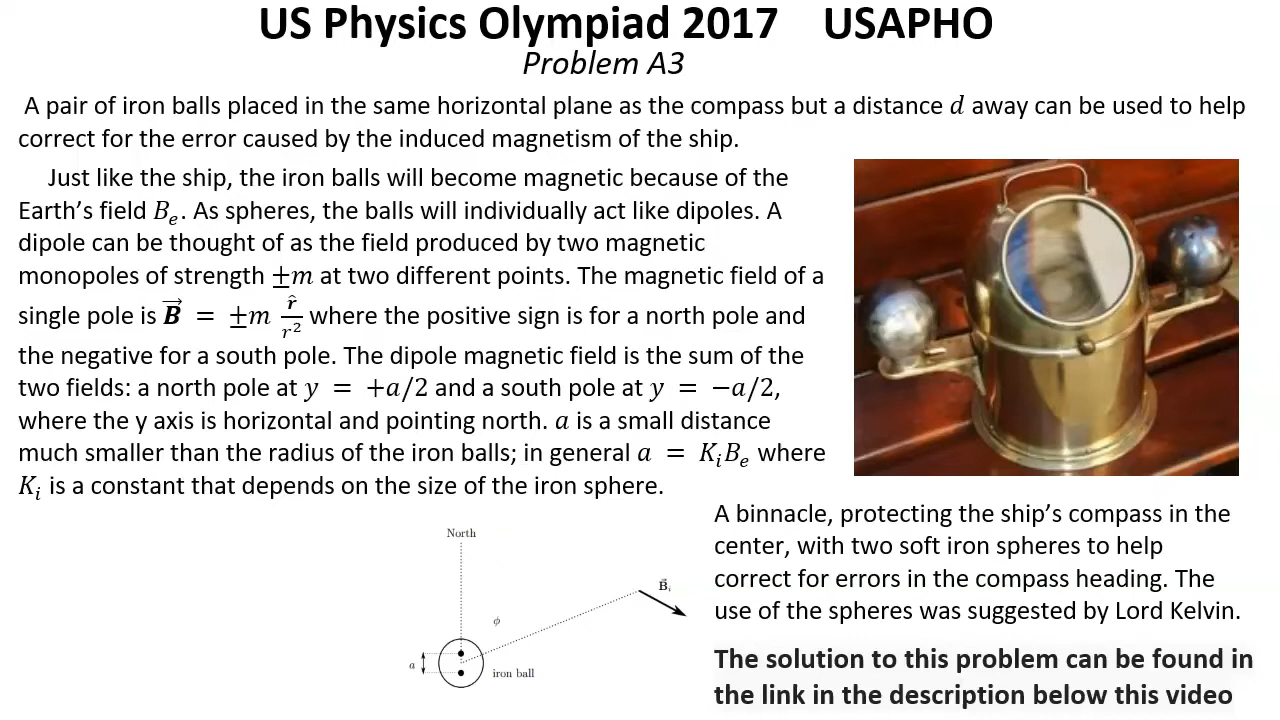 US Physics Olympiad 2017 USAPHO
Problem A3
A pair of iron balls placed in the same horizontal plane as the compass but a distance d away can be used to help
correct for the error caused by the induced magnetism of the ship.
Just like the ship, the iron balls will become magnetic because of the
Earth's field Bₑ. As spheres, the balls will individually act like dipoles. A
dipole can be thought of as the field produced by two magnetic
monopoles of strength ±m at two different points. The magnetic field of a
single pole is B⃗ = ±m r̂/r² where the positive sign is for a north pole and
the negative for a south pole. The dipole magnetic field is the sum of the
two fields: a north pole at y = +a/2 and a south pole at y = −a/2,
where the y axis is horizontal and pointing north. a is a small distance
much smaller than the radius of the iron balls; in general a = KᵢBₑ where
Kᵢ is a constant that depends on the size of the iron sphere.
North
B⃗ᵢ
ϕ
a
iron ball
A binnacle, protecting the ship's compass in the
center, with two soft iron spheres to help
correct for errors in the compass heading. The
use of the spheres was suggested by Lord Kelvin.
The solution to this problem can be found in
the link in the description below this video